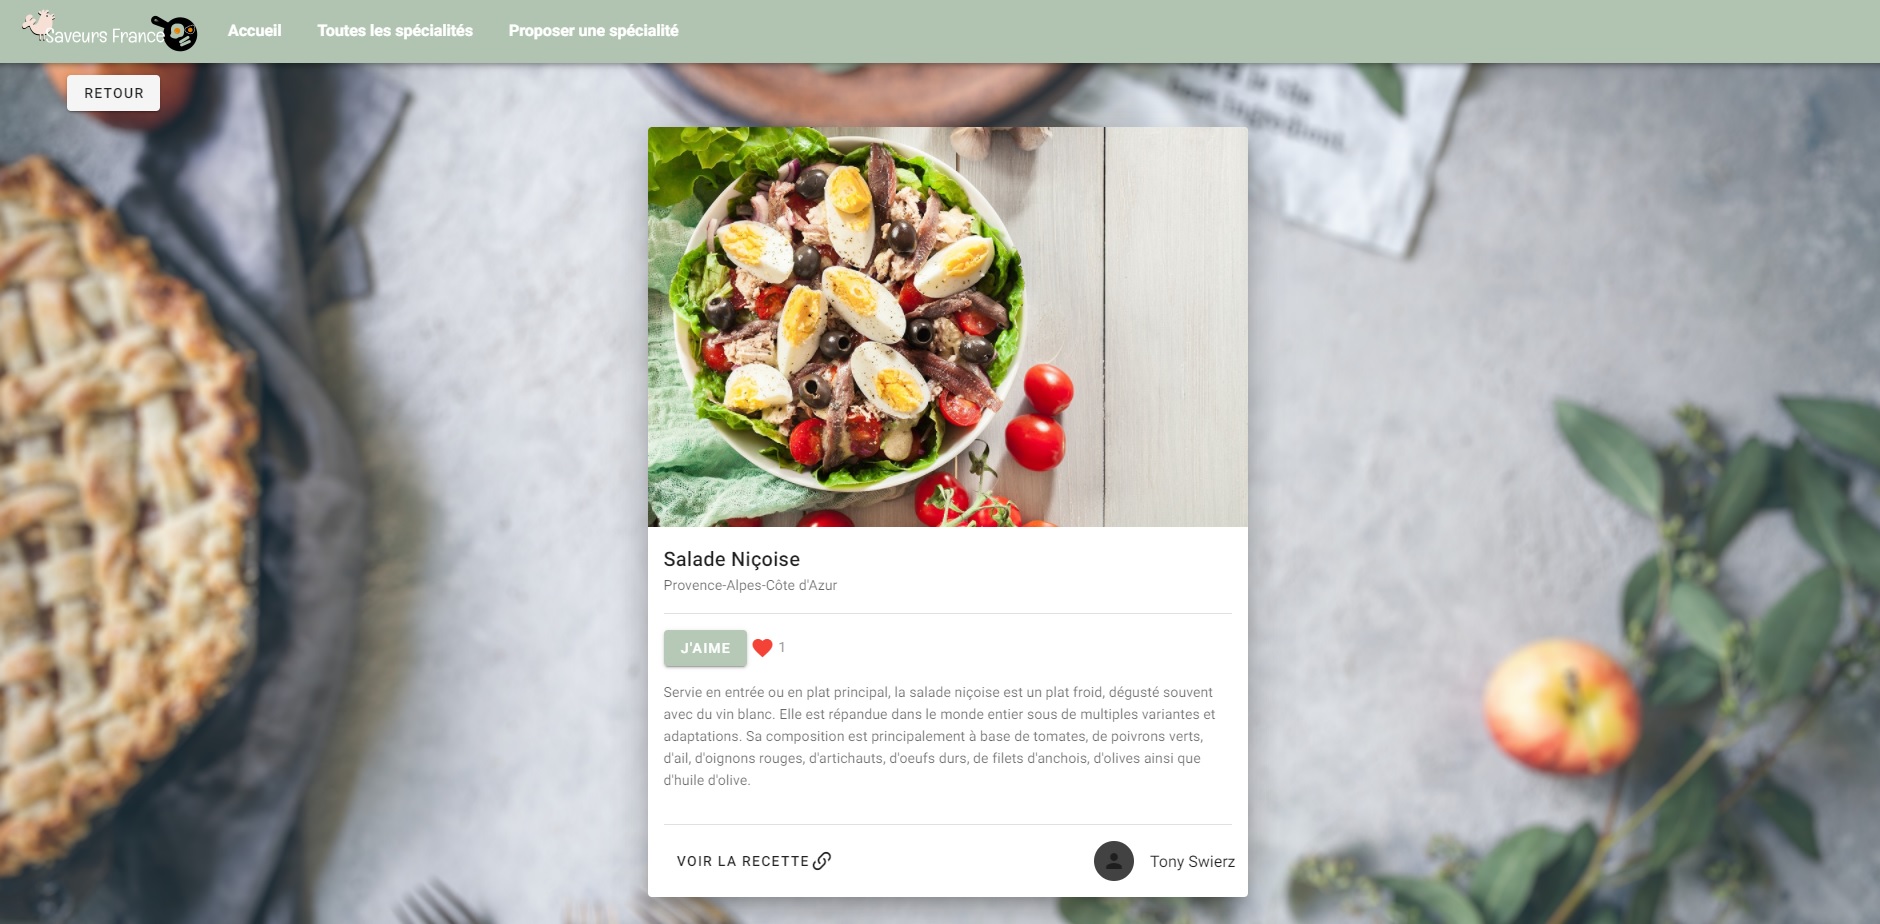 Saveurs France
Accueil
Toutes les spécialités
Proposer une spécialité
RETOUR
Salade Niçoise
Provence-Alpes-Côte d'Azur
J'AIME
1
Servie en entrée ou en plat principal, la salade niçoise est un plat froid, dégusté souvent
avec du vin blanc. Elle est répandue dans le monde entier sous de multiples variantes et
adaptations. Sa composition est principalement à base de tomates, de poivrons verts,
d'ail, d'oignons rouges, d'artichauts, d'oeufs durs, de filets d'anchois, d'olives ainsi que
d'huile d'olive.
VOIR LA RECETTE
Tony Swierz